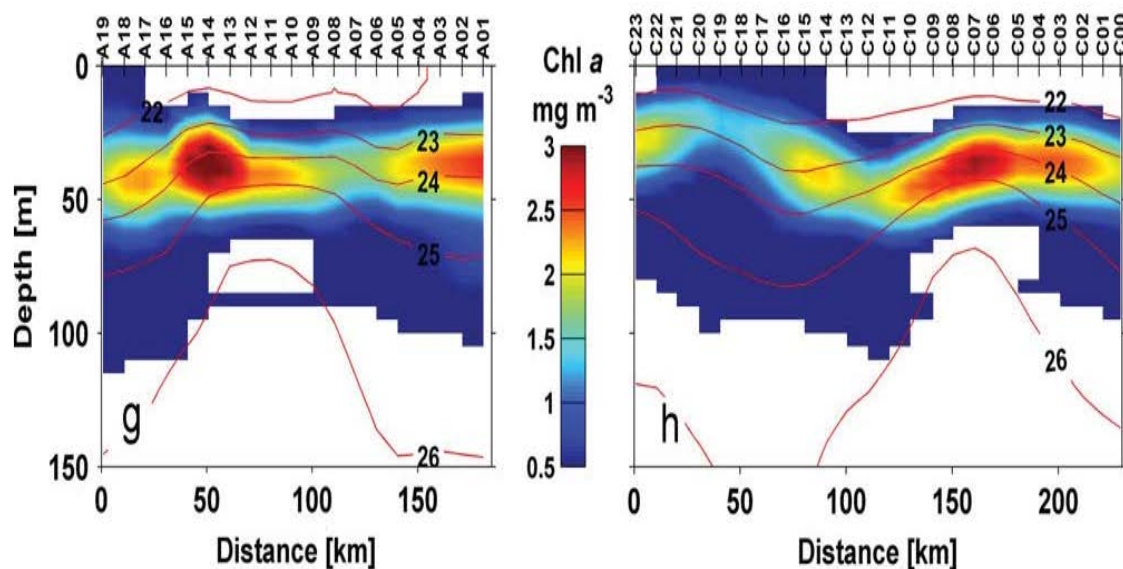 A19 A18 A17 A16 A15 A14 A13 A12 A11 A10 A09 A08 A07 A06 A05 A04 A03 A02 A01
C23 C22 C21 C20 C19 C18 C17 C16 C15 C14 C13 C12 C11 C10 C09 C08 C07 C06 C05 C04 C03 C02 C01 C00
Depth [m]
0
50
100
150
22
23
24
25
26
g
0 50 100 150
Distance [km]
Chl a
mg m⁻³
3
2.5
2
1.5
1
0.5
22
23
24
25
26
h
0 50 100 150 200
Distance [km]